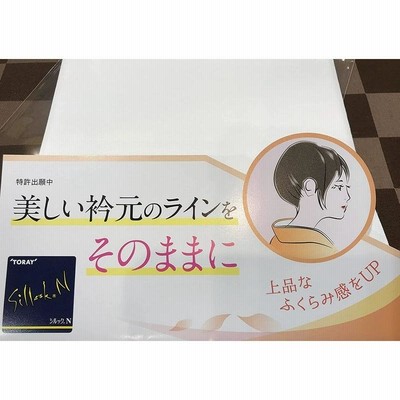 特許出願中
美しい衿元のラインを
そのままに
"TORAY"
Sillook N
シルック N
上品な
ふくらみ感をUP